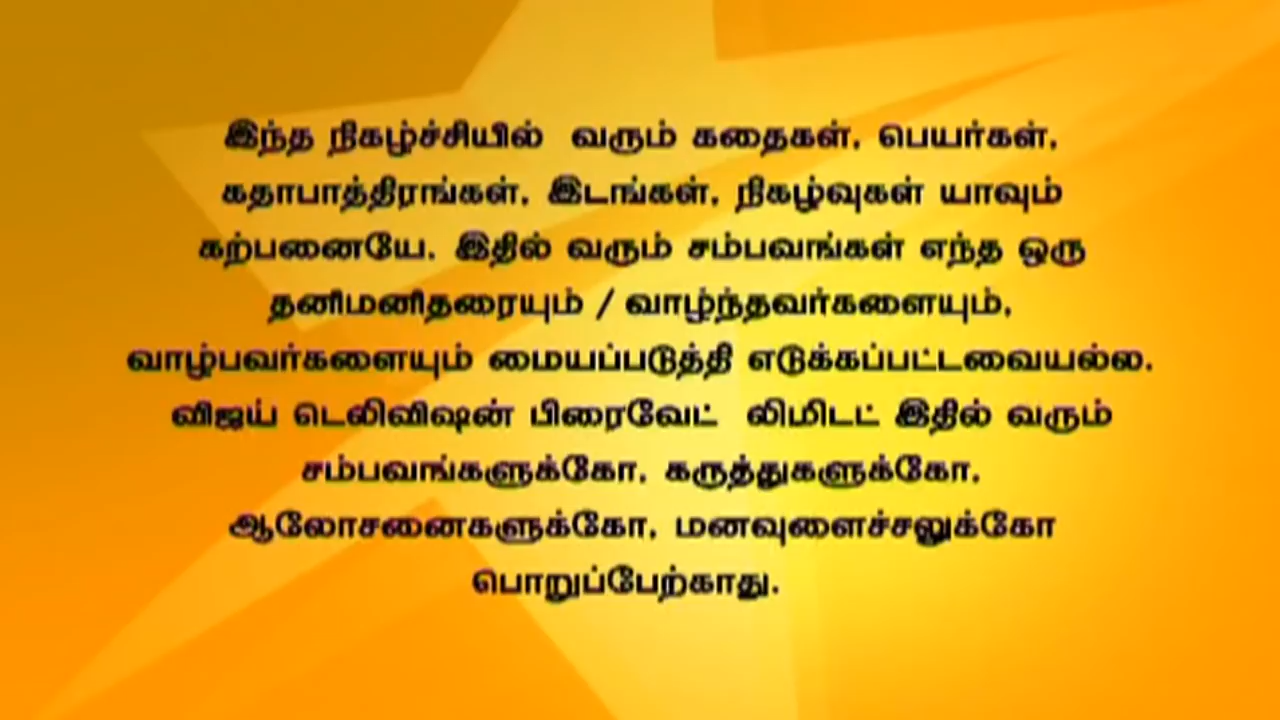 இந்த நிகழ்ச்சியில் வரும் கதைகள், பெயர்கள்,
கதாபாத்திரங்கள், இடங்கள், நிகழ்வுகள் யாவும்
கற்பனையே. இதில் வரும் சம்பவங்கள் எந்த ஒரு
தனிமனிதரையும் / வாழ்ந்தவர்களையும்,
வாழ்பவர்களையும் மையப்படுத்தி எடுக்கப்பட்டவையல்ல.
விஜய் டெலிவிஷன் பிரைவேட் லிமிடட் இதில் வரும்
சம்பவங்களுக்கோ, கருத்துகளுக்கோ,
ஆலோசனைகளுக்கோ, மனவுளைச்சலுக்கோ
பொறுப்பேற்காது.